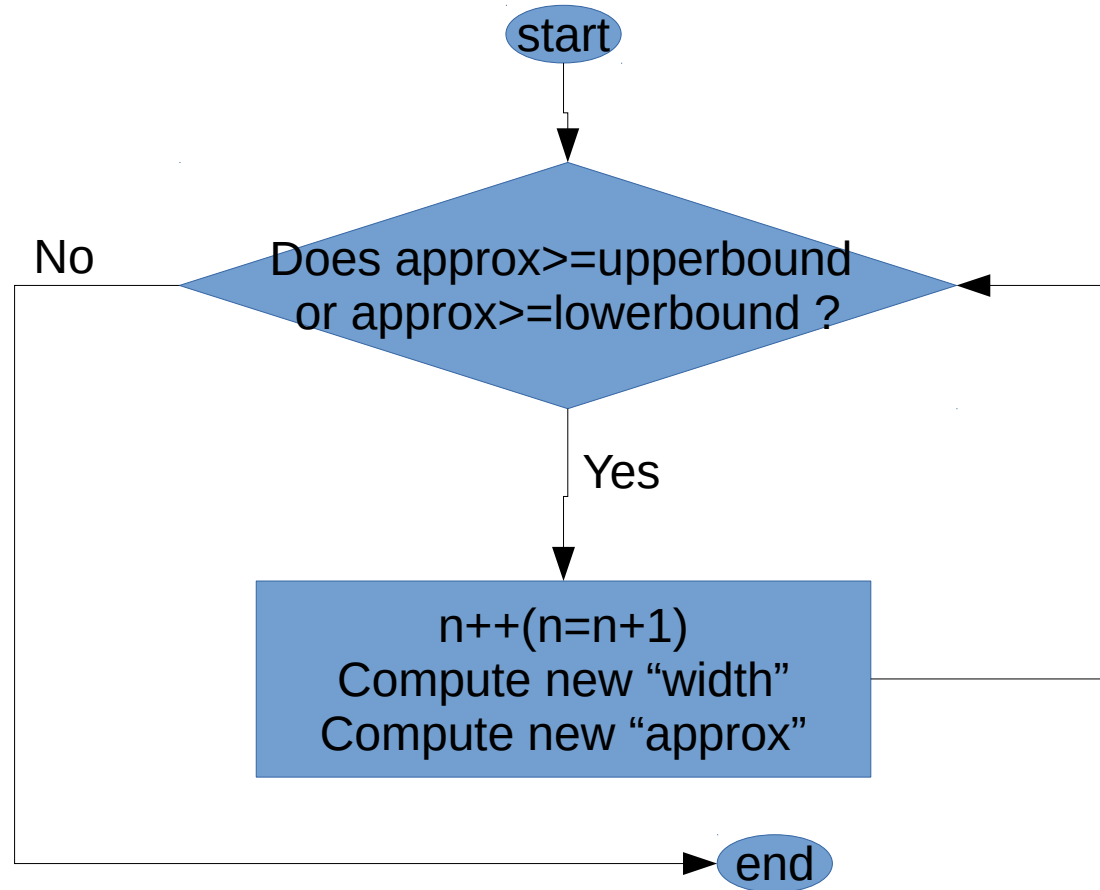 start
No
Does approx>=upperbound
or approx>=lowerbound ?
Yes
n++(n=n+1)
Compute new “width”
Compute new “approx”
end